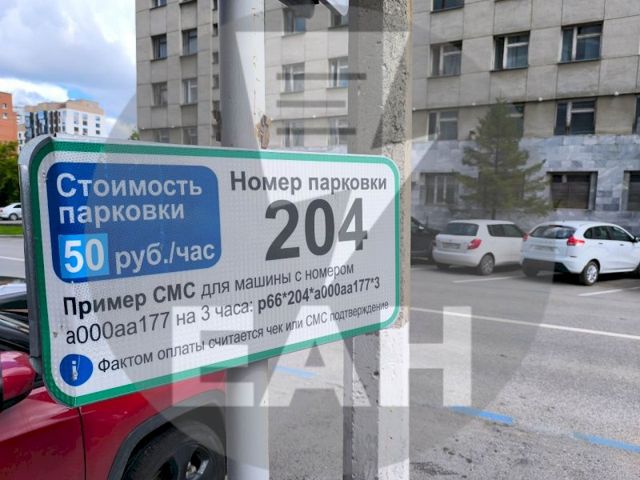 Стоимость
парковки
50 руб./час
Номер парковки
204
Пример СМС для машины с номером
а000аа177 на 3 часа: р66*204*а000аа177*3
Фактом оплаты считается чек или СМС подтверждение
ЕАН